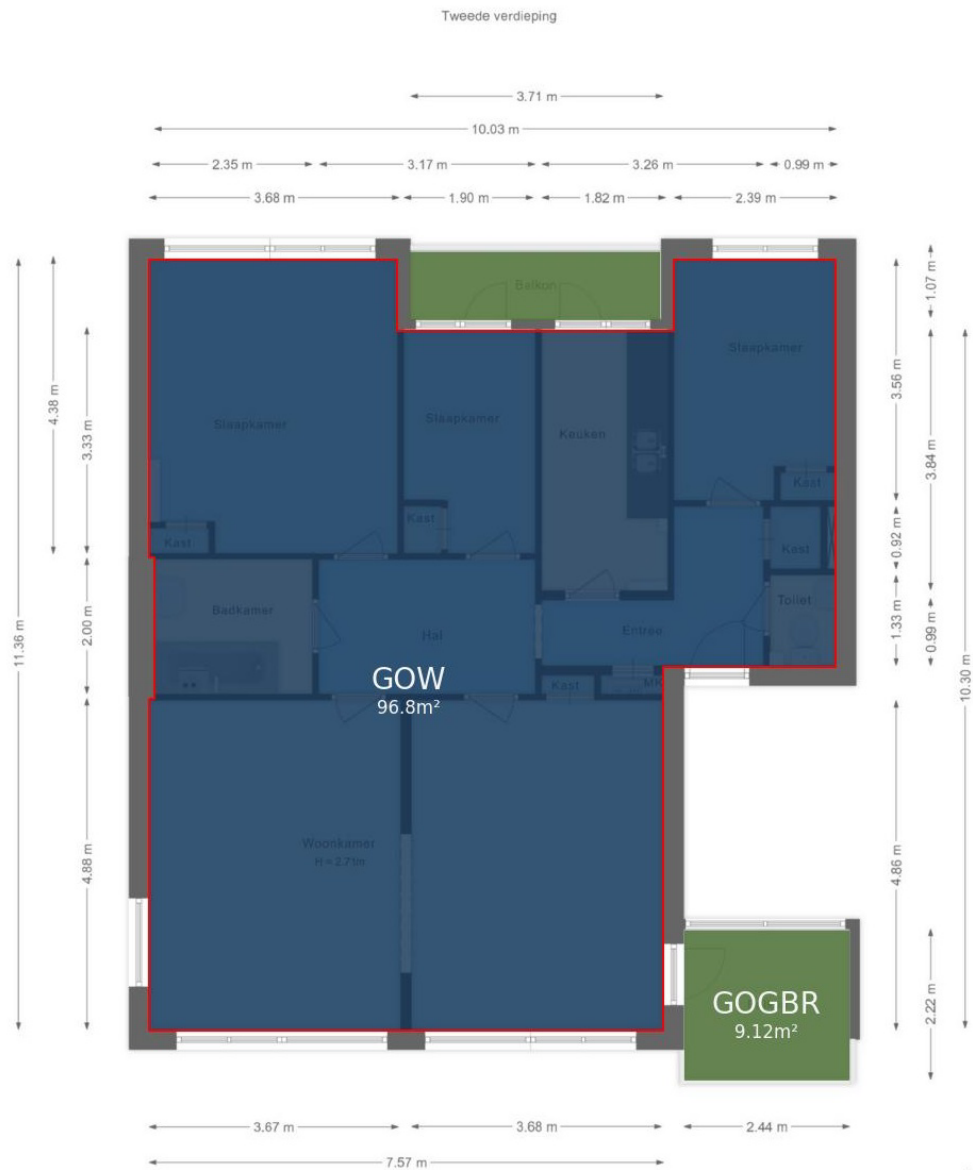 Tweede verdieping
3.71 m
10.03 m
2.35 m
3.17 m
3.26 m
0.99 m
3.68 m
1.90 m
1.82 m
2.39 m
Balkon
1.07 m
Slaapkamer
Slaapkamer
Slaapkamer
Keuken
4.38 m
3.33 m
3.56 m
3.84 m
Kast
Kast
Kast
Kast
0.92 m
Badkamer
Hal
Entree
Toilet
11.36 m
2.00 m
1.33 m
0.99 m
10.30 m
GOW
96.8m²
Kast
MK
Woonkamer
H = 2.71m
4.88 m
4.86 m
GOGBR
9.12m²
2.22 m
3.67 m
3.68 m
2.44 m
7.57 m